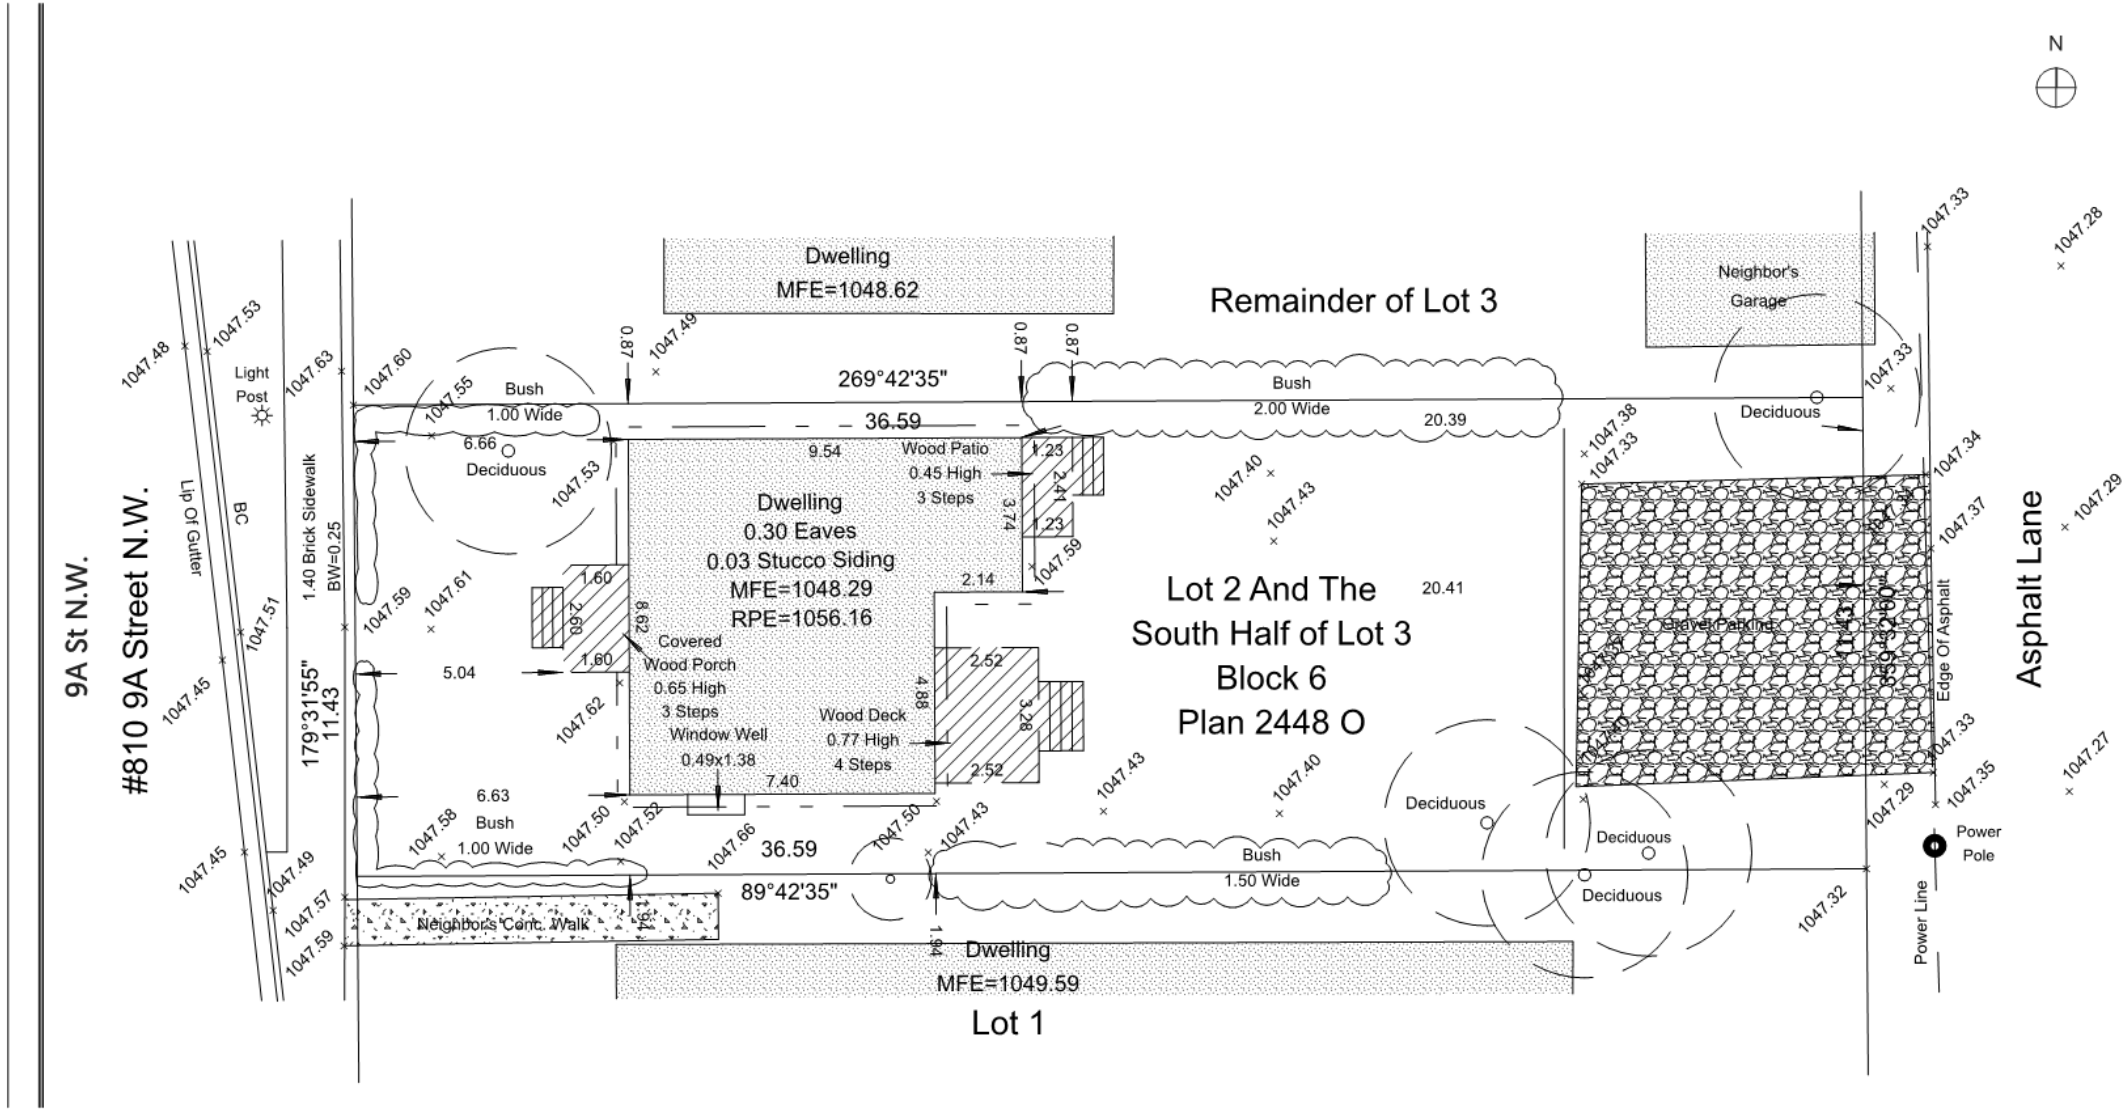 N
1047.33
1047.28
Dwelling
MFE=1048.62
Neighbor's
Garage
Remainder of Lot 3
1047.53
1047.48
1047.63
1047.60
1047.49
0.87
0.87
0.87
Light
Post
1047.55
Bush
1.00 Wide
269°42'35"
36.59
Bush
2.00 Wide
20.39
1047.33
Deciduous
1047.38
1047.33
6.66
Deciduous
1047.53
9.54
Wood Patio
0.45 High
3 Steps
1.23
2.41
1.23
3.74
1047.59
1047.40
1047.43
1047.34
1047.29
1047.37
Lip Of Gutter
BC
1.40 Brick Sidewalk
BW=0.25
Dwelling
0.30 Eaves
0.03 Stucco Siding
MFE=1048.29
RPE=1056.16
2.14
9A St N.W.
#810 9A Street N.W.
1047.51
1047.59
1047.61
1.60
2.60
1.60
8.62
Covered
Wood Porch
0.65 High
3 Steps
Window Well
0.49x1.38
Lot 2 And The
South Half of Lot 3
Block 6
Plan 2448 O
20.41
Gravel Parking
11.43
359°32'00"
Edge Of Asphalt
Asphalt Lane
1047.45
179°31'55"
11.43
5.04
1047.62
2.52
4.88
3.28
2.52
Wood Deck
0.77 High
4 Steps
7.40
1047.40
1047.33
1047.27
1047.43
1047.40
6.63
Bush
1.00 Wide
1047.58
1047.50
1047.52
1047.66
36.59
89°42'35"
1047.50
1047.43
Deciduous
Deciduous
Deciduous
1047.29
1047.35
Power
Pole
Bush
1.50 Wide
1047.45
1047.49
1047.57
1047.59
Neighbor's Conc. Walk
1.94
1.94
1047.32
Power Line
Dwelling
MFE=1049.59
Lot 1